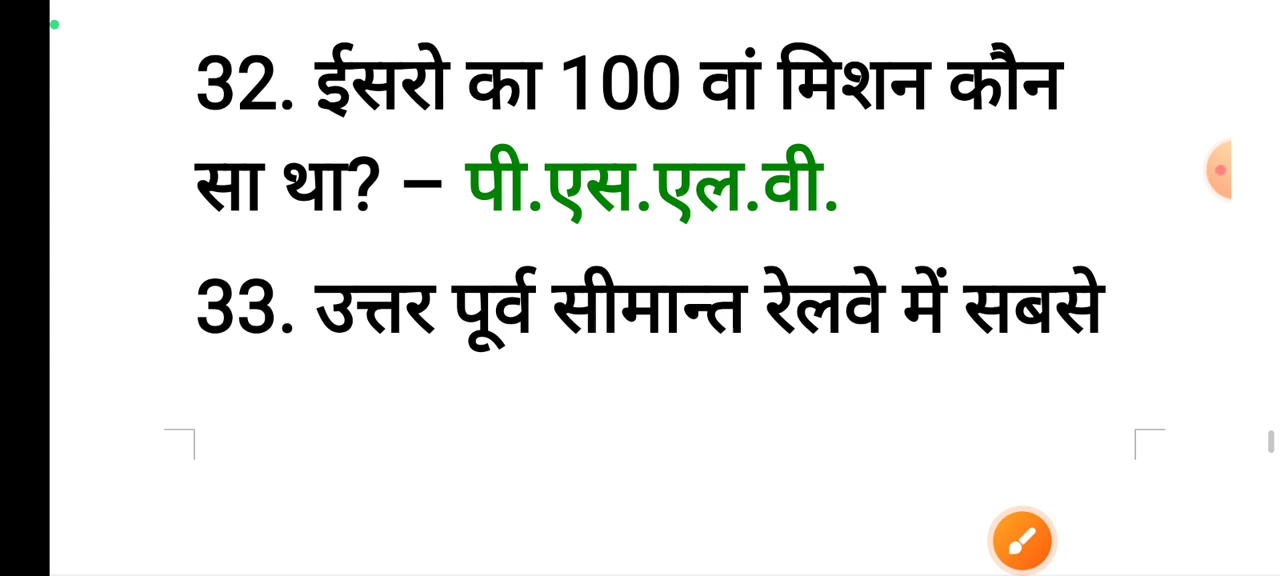 32. ईसरो का 100 वां मिशन कौन
सा था? – पी.एस.एल.वी.
33. उत्तर पूर्व सीमान्त रेलवे में सबसे